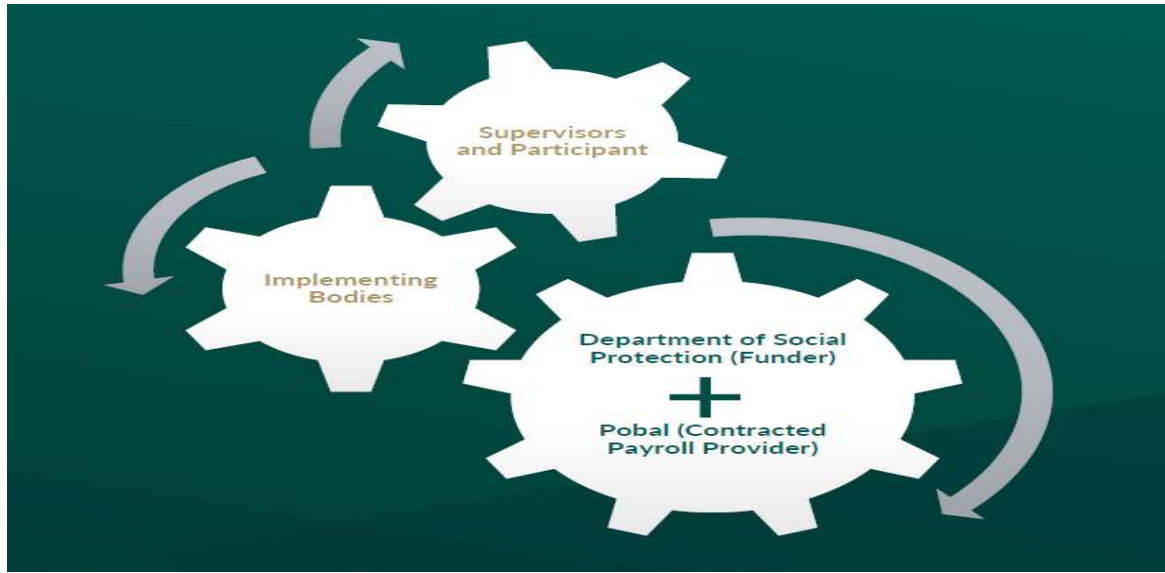 Supervisors
and Participant
Implementing
Bodies
Department of Social
Protection (Funder)
+
Pobal (Contracted
Payroll Provider)